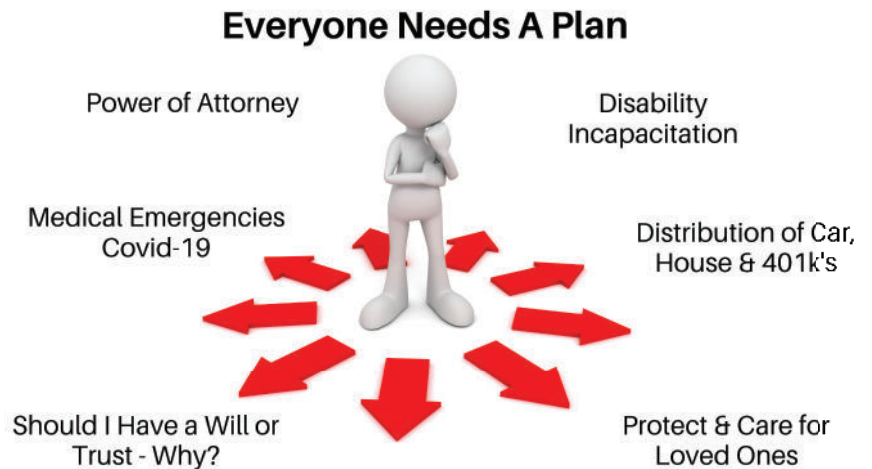 Everyone Needs A Plan
Power of Attorney
Disability
Incapacitation
Medical Emergencies
Covid-19
Distribution of Car,
House & 401k's
Should I Have a Will or
Trust - Why?
Protect & Care for
Loved Ones